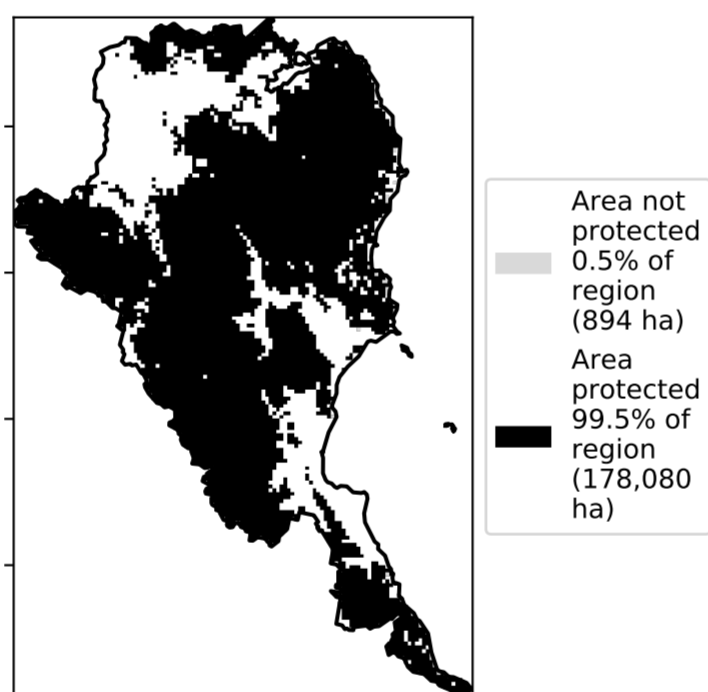 Area not
protected
0.5% of
region
(894 ha)
Area
protected
99.5% of
region
(178,080
ha)